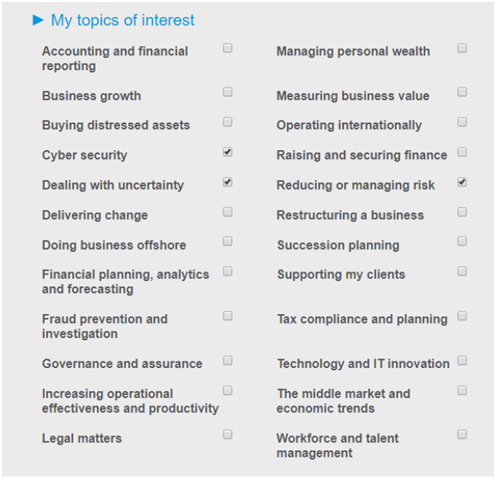 ► My topics of interest
Accounting and financial
reporting
Business growth
Buying distressed assets
Cyber security
Dealing with uncertainty
Delivering change
Doing business offshore
Financial planning, analytics
and forecasting
Fraud prevention and
investigation
Governance and assurance
Increasing operational
effectiveness and productivity
Legal matters
Managing personal wealth
Measuring business value
Operating internationally
Raising and securing finance
Reducing or managing risk
Restructuring a business
Succession planning
Supporting my clients
Tax compliance and planning
Technology and IT innovation
The middle market and
economic trends
Workforce and talent
management